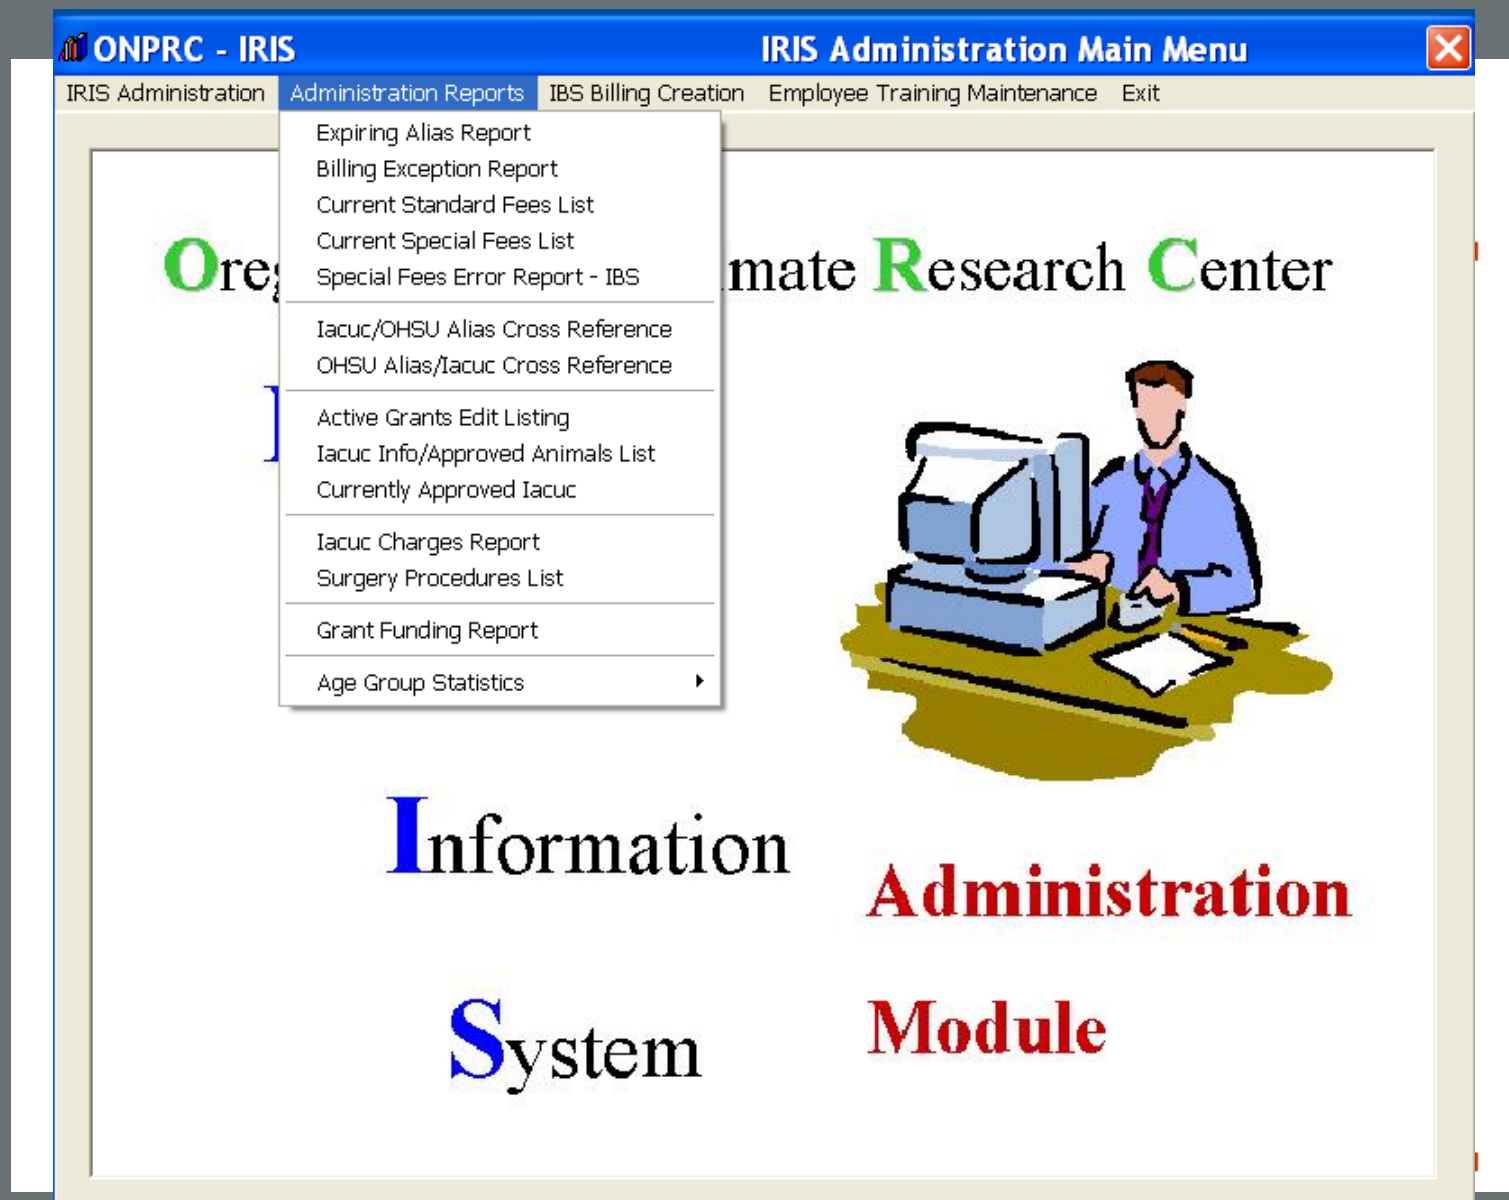 ONPRC - IRIS IRIS Administration Main Menu
IRIS Administration Administration Reports IBS Billing Creation Employee Training Maintenance Exit
Expiring Alias Report
Billing Exception Report
Current Standard Fees List
Current Special Fees List
Special Fees Error Report - IBS
Iacuc/OHSU Alias Cross Reference
OHSU Alias/Iacuc Cross Reference
Active Grants Edit Listing
Iacuc Info/Approved Animals List
Currently Approved Iacuc
Iacuc Charges Report
Surgery Procedures List
Grant Funding Report
Age Group Statistics
Research Center
Information
Administration
System
Module